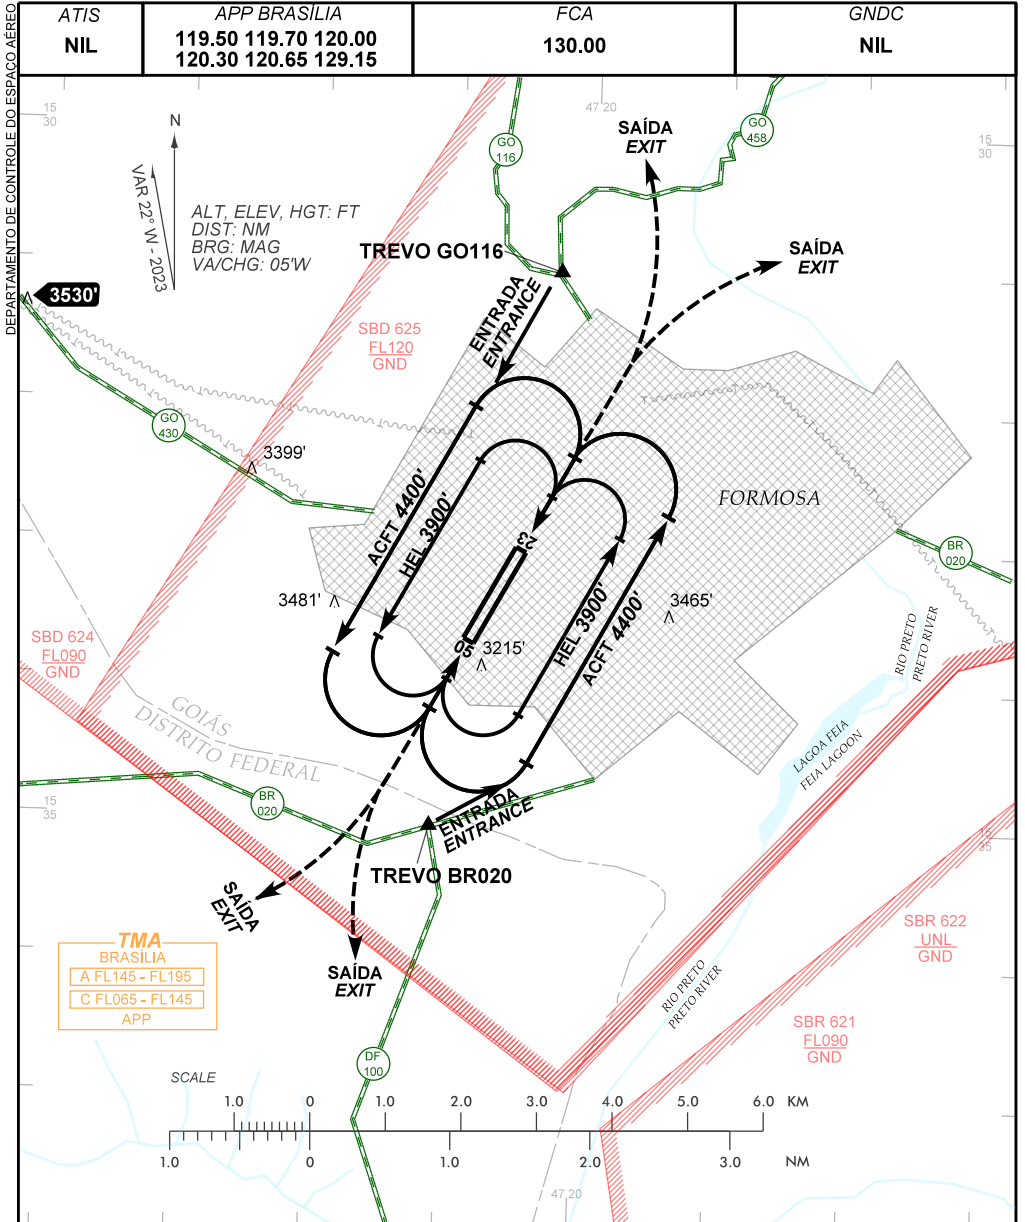 DEPARTAMENTO DE CONTROLE DO ESPAÇO AÉREO
ATIS
NIL
APP BRASÍLIA
119.50 119.70 120.00
120.30 120.65 129.15
FCA
130.00
GNDC
NIL
15
30
47 20
15
30
N
VAR 22° W - 2023
ALT, ELEV, HGT: FT
DIST: NM
BRG: MAG
VA/CHG: 05'W
GO
116
GO
458
SAÍDA
EXIT
SAÍDA
EXIT
TREVO GO116
3530'
ENTRADA
ENTRANCE
SBD 625
FL120
GND
GO
430
3399'
ACFT 4400'
HEL 3900'
FORMOSA
23
05
BR
020
3481'
3215'
3465'
HEL 3900'
ACFT 4400'
SBD 624
FL090
GND
RIO PRETO
PRETO RIVER
GOIÁS
DISTRITO FEDERAL
LAGOA FEIA
FEIA LAGOON
15
35
BR
020
ENTRADA
ENTRANCE
15
35
TREVO BR020
SAÍDA
EXIT
SAÍDA
EXIT
TMA
BRASÍLIA
A FL145 - FL195
C FL065 - FL145
APP
SBR 622
UNL
GND
RIO PRETO
PRETO RIVER
SBR 621
FL090
GND
DF
100
SCALE
1.0 0 1.0 2.0 3.0 4.0 5.0 6.0 KM
1.0 0 1.0 2.0 3.0 NM
47 20